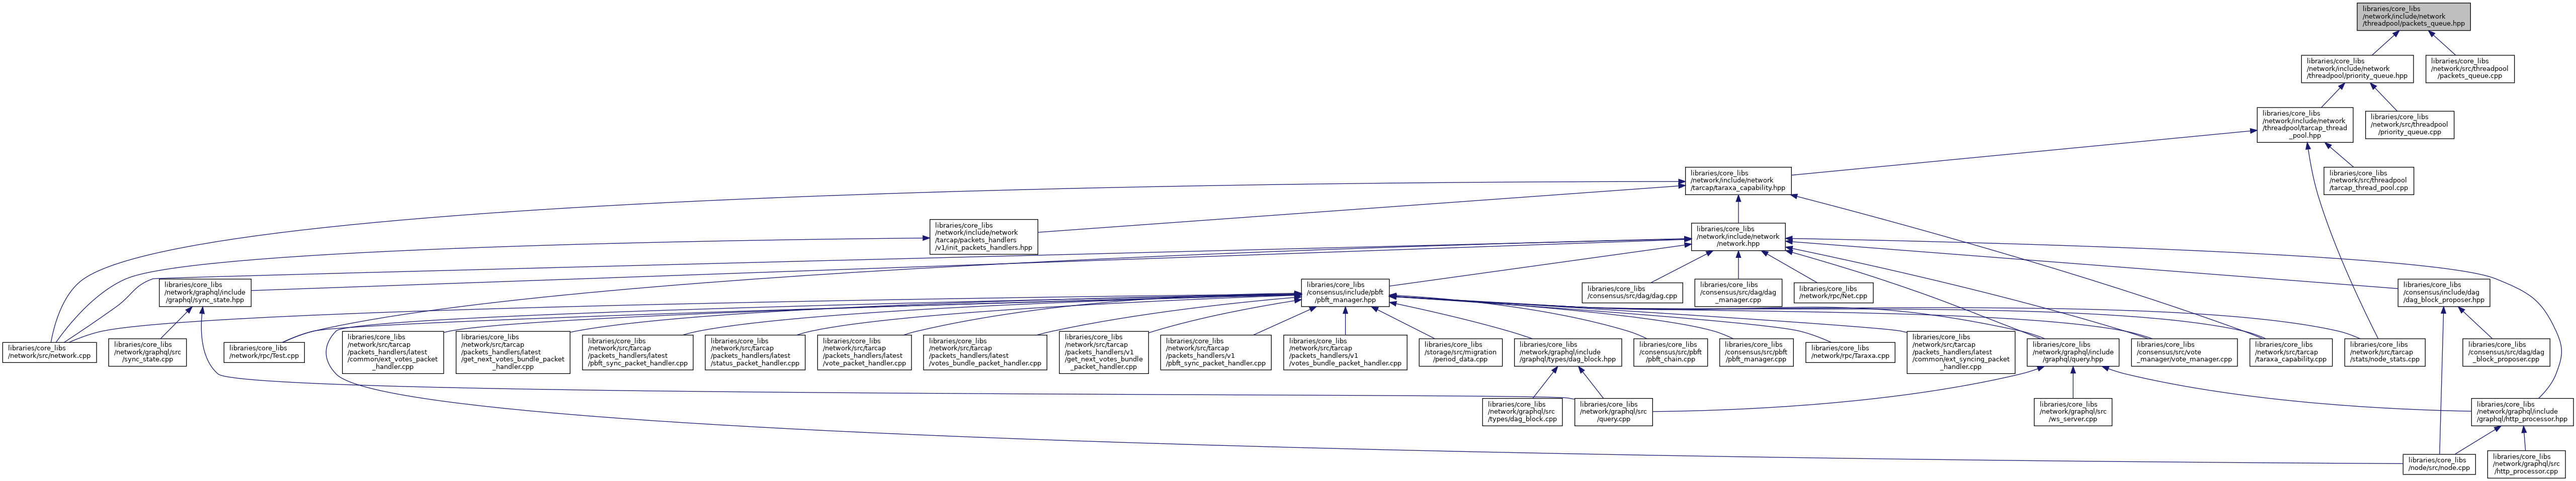 libraries/core_libs
/network/include/network
/threadpool/packets_queue.hpp
libraries/core_libs
/network/include/network
/threadpool/priority_queue.hpp
libraries/core_libs
/network/src/threadpool
/packets_queue.cpp
libraries/core_libs
/network/include/network
/threadpool/tarcap_thread
_pool.hpp
libraries/core_libs
/network/src/threadpool
/priority_queue.cpp
libraries/core_libs
/network/include/network
/tarcap/taraxa_capability.hpp
libraries/core_libs
/network/src/threadpool
/tarcap_thread_pool.cpp
libraries/core_libs
/network/include/network
/tarcap/packets_handlers
/v1/init_packets_handlers.hpp
libraries/core_libs
/network/include/network
/network.hpp
libraries/core_libs
/network/graphql/include
/graphql/sync_state.hpp
libraries/core_libs
/consensus/include/pbft
/pbft_manager.hpp
libraries/core_libs
/consensus/src/dag/dag.cpp
libraries/core_libs
/consensus/src/dag/dag
_manager.cpp
libraries/core_libs
/network/rpc/Net.cpp
libraries/core_libs
/consensus/include/dag
/dag_block_proposer.hpp
libraries/core_libs
/network/src/network.cpp
libraries/core_libs
/network/graphql/src
/sync_state.cpp
libraries/core_libs
/network/rpc/Test.cpp
libraries/core_libs
/network/src/tarcap
/packets_handlers/latest
/common/ext_votes_packet
_handler.cpp
libraries/core_libs
/network/src/tarcap
/packets_handlers/latest
/get_next_votes_bundle_packet
_handler.cpp
libraries/core_libs
/network/src/tarcap
/packets_handlers/latest
/pbft_sync_packet_handler.cpp
libraries/core_libs
/network/src/tarcap
/packets_handlers/latest
/status_packet_handler.cpp
libraries/core_libs
/network/src/tarcap
/packets_handlers/latest
/vote_packet_handler.cpp
libraries/core_libs
/network/src/tarcap
/packets_handlers/latest
/votes_bundle_packet_handler.cpp
libraries/core_libs
/network/src/tarcap
/packets_handlers/v1
/get_next_votes_bundle
_packet_handler.cpp
libraries/core_libs
/network/src/tarcap
/packets_handlers/v1
/pbft_sync_packet_handler.cpp
libraries/core_libs
/network/src/tarcap
/packets_handlers/v1
/votes_bundle_packet_handler.cpp
libraries/core_libs
/storage/src/migration
/period_data.cpp
libraries/core_libs
/network/graphql/include
/graphql/types/dag_block.hpp
libraries/core_libs
/consensus/src/pbft
/pbft_chain.cpp
libraries/core_libs
/consensus/src/pbft
/pbft_manager.cpp
libraries/core_libs
/network/rpc/Taraxa.cpp
libraries/core_libs
/network/src/tarcap
/packets_handlers/latest
/common/ext_syncing_packet
_handler.cpp
libraries/core_libs
/network/graphql/include
/graphql/query.hpp
libraries/core_libs
/consensus/src/vote
_manager/vote_manager.cpp
libraries/core_libs
/network/src/tarcap
/taraxa_capability.cpp
libraries/core_libs
/network/src/tarcap
/stats/node_stats.cpp
libraries/core_libs
/consensus/src/dag/dag
_block_proposer.cpp
libraries/core_libs
/network/graphql/src
/types/dag_block.cpp
libraries/core_libs
/network/graphql/src
/query.cpp
libraries/core_libs
/network/graphql/src
/ws_server.cpp
libraries/core_libs
/network/graphql/include
/graphql/http_processor.hpp
libraries/core_libs
/node/src/node.cpp
libraries/core_libs
/network/graphql/src
/http_processor.cpp